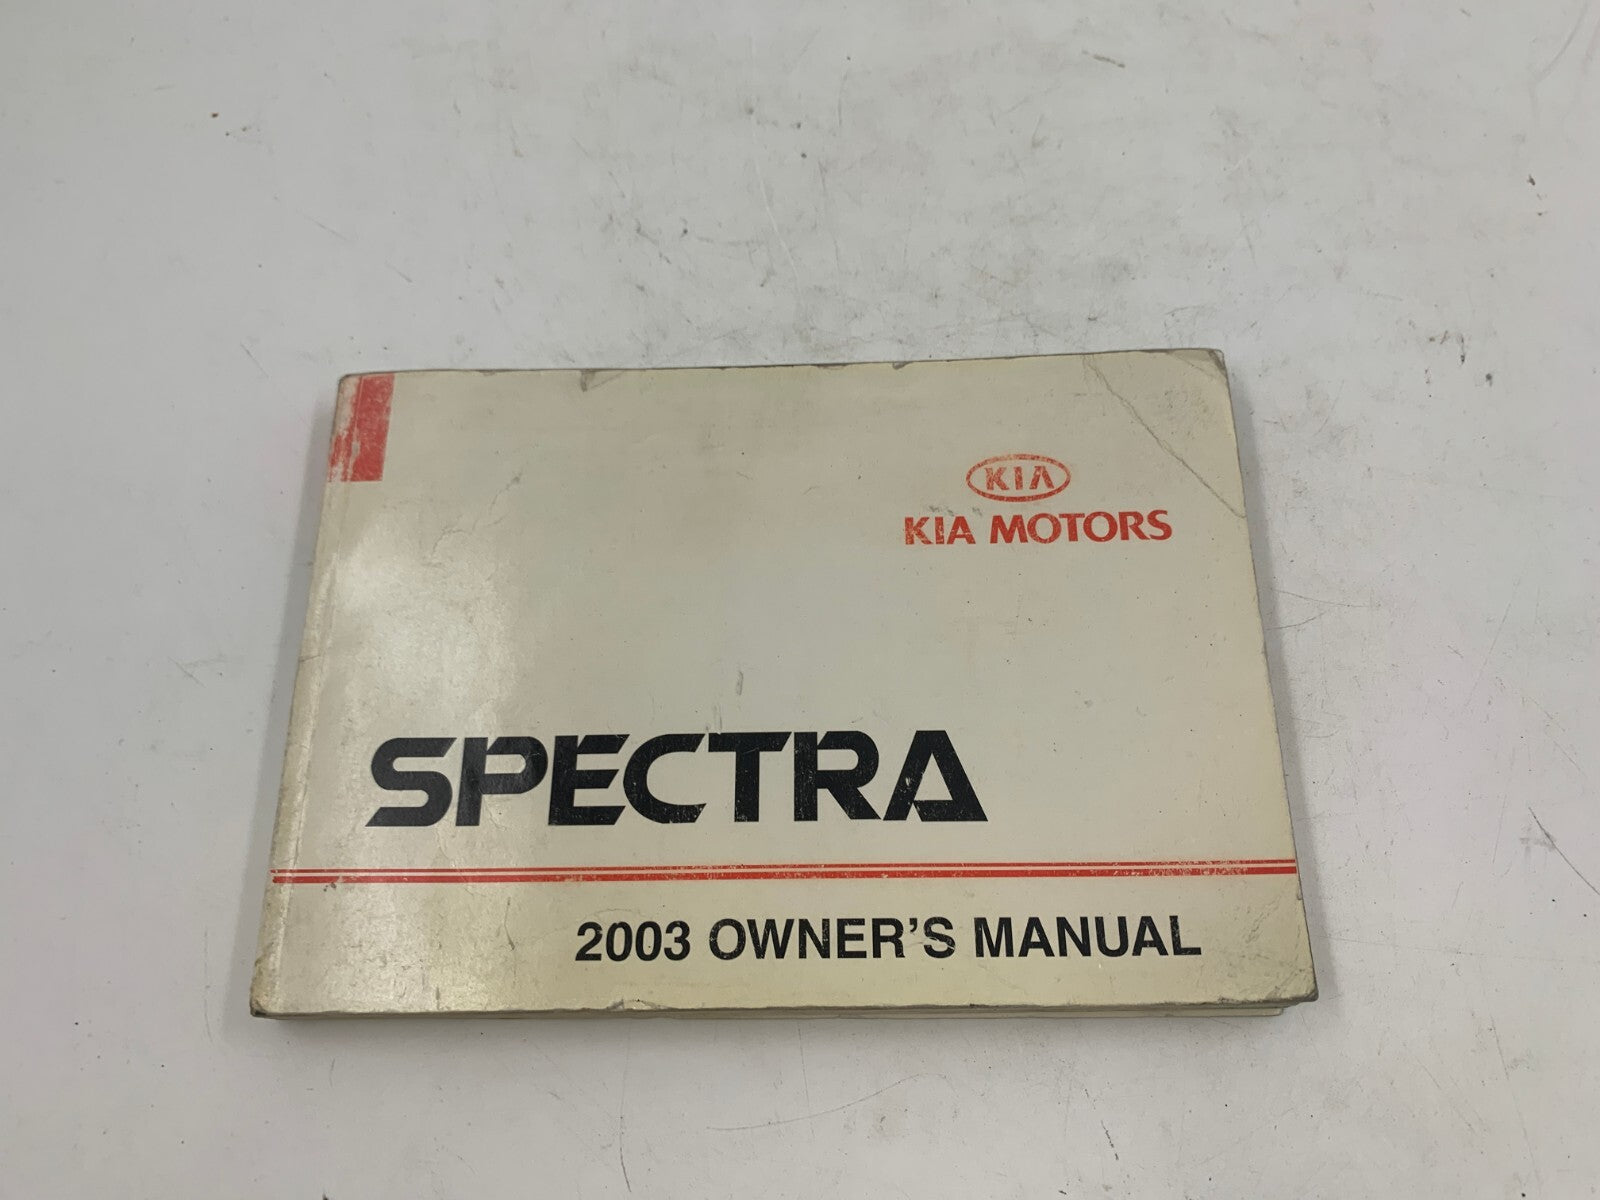 KIA
KIA MOTORS
SPECTRA
2003 OWNER'S MANUAL